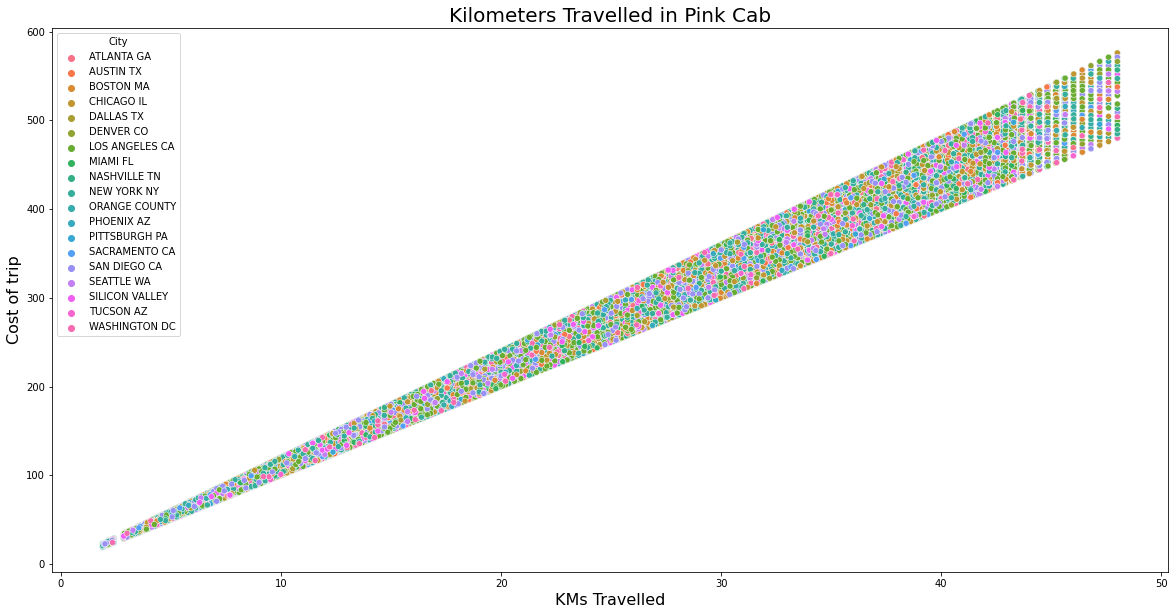 Kilometers Travelled in Pink Cab
City
ATLANTA GA
AUSTIN TX
BOSTON MA
CHICAGO IL
DALLAS TX
DENVER CO
LOS ANGELES CA
MIAMI FL
NASHVILLE TN
NEW YORK NY
ORANGE COUNTY
PHOENIX AZ
PITTSBURGH PA
SACRAMENTO CA
SAN DIEGO CA
SEATTLE WA
SILICON VALLEY
TUCSON AZ
WASHINGTON DC
Cost of trip
600
500
400
300
200
100
0
0 10 20 30 40 50
KMs Travelled